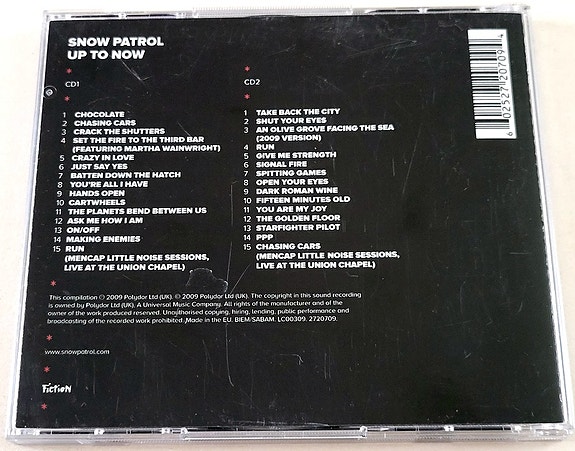 SNOW PATROL
UP TO NOW
*
CD1
*
1 CHOCOLATE
2 CHASING CARS
3 CRACK THE SHUTTERS
4 SET THE FIRE TO THE THIRD BAR
(FEATURING MARTHA WAINWRIGHT)
5 CRAZY IN LOVE
6 JUST SAY YES
7 BATTEN DOWN THE HATCH
8 YOU'RE ALL I HAVE
9 HANDS OPEN
10 CARTWHEELS
11 THE PLANETS BEND BETWEEN US
12 ASK ME HOW I AM
13 ON/OFF
14 MAKING ENEMIES
15 RUN
(MENCAP LITTLE NOISE SESSIONS,
LIVE AT THE UNION CHAPEL)
*
CD2
*
1 TAKE BACK THE CITY
2 SHUT YOUR EYES
3 AN OLIVE GROVE FACING THE SEA
(2009 VERSION)
4 RUN
5 GIVE ME STRENGTH
6 SIGNAL FIRE
7 SPITTING GAMES
8 OPEN YOUR EYES
9 DARK ROMAN WINE
10 FIFTEEN MINUTES OLD
11 YOU ARE MY JOY
12 THE GOLDEN FLOOR
13 STARFIGHTER PILOT
14 PPP
15 CHASING CARS
(MENCAP LITTLE NOISE SESSIONS,
LIVE AT THE UNION CHAPEL)
6 02527 20709 4
*
This compilation ℗ 2009 Polydor Ltd (UK). © 2009 Polydor Ltd (UK). The copyright in this sound recording
is owned by Polydor Ltd (UK), A Universal Music Company. All rights of the manufacturer and of the
owner of the work produced reserved. Unauthorised copying, hiring, lending, public performance and
broadcasting of the recorded work prohibited. Made in the EU. BIEM/SABAM. LC00309. 2720709.
*
www.snowpatrol.com
*
Fiction
*